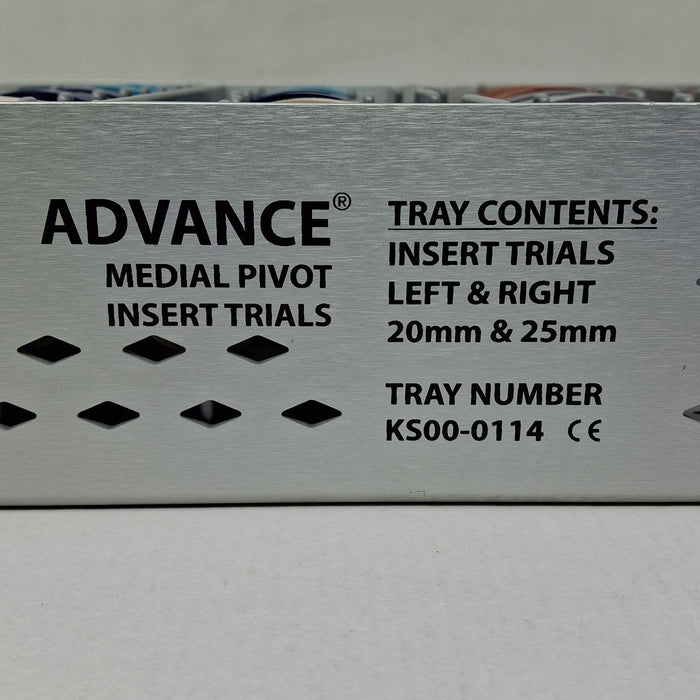 ADVANCE®
MEDIAL PIVOT
INSERT TRIALS
TRAY CONTENTS:
INSERT TRIALS
LEFT & RIGHT
20mm & 25mm
TRAY NUMBER
KS00-0114 CE